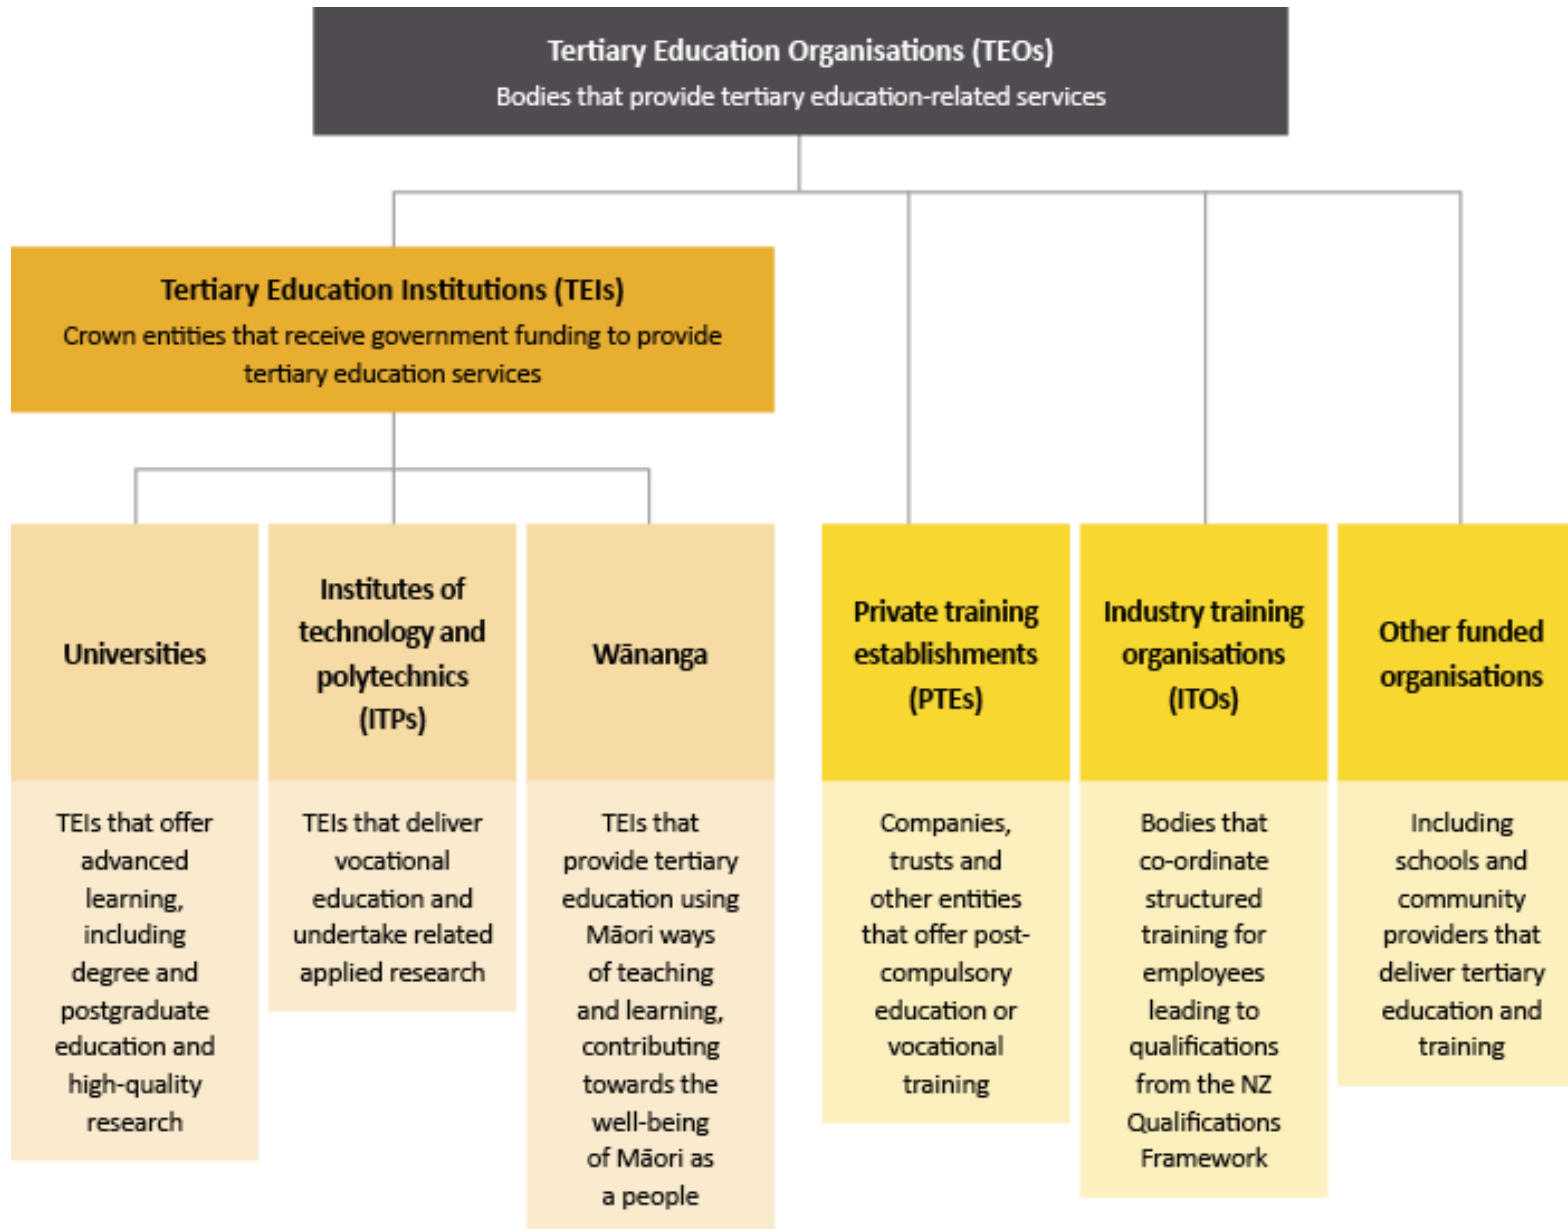 Tertiary Education Organisations (TEOs)
Bodies that provide tertiary education-related services
Tertiary Education Institutions (TEIs)
Crown entities that receive government funding to provide
tertiary education services
Universities
TEIs that offer
advanced
learning,
including
degree and
postgraduate
education and
high-quality
research
Institutes of
technology and
polytechnics
(ITPs)
TEIs that deliver
vocational
education and
undertake related
applied research
Wānanga
TEIs that
provide tertiary
education using
Māori ways
of teaching
and learning,
contributing
towards the
well-being
of Māori as
a people
Private training
establishments
(PTEs)
Companies,
trusts and
other entities
that offer post-
compulsory
education or
vocational
training
Industry training
organisations
(ITOs)
Bodies that
co-ordinate
structured
training for
employees
leading to
qualifications
from the NZ
Qualifications
Framework
Other funded
organisations
Including
schools and
community
providers that
deliver tertiary
education and
training